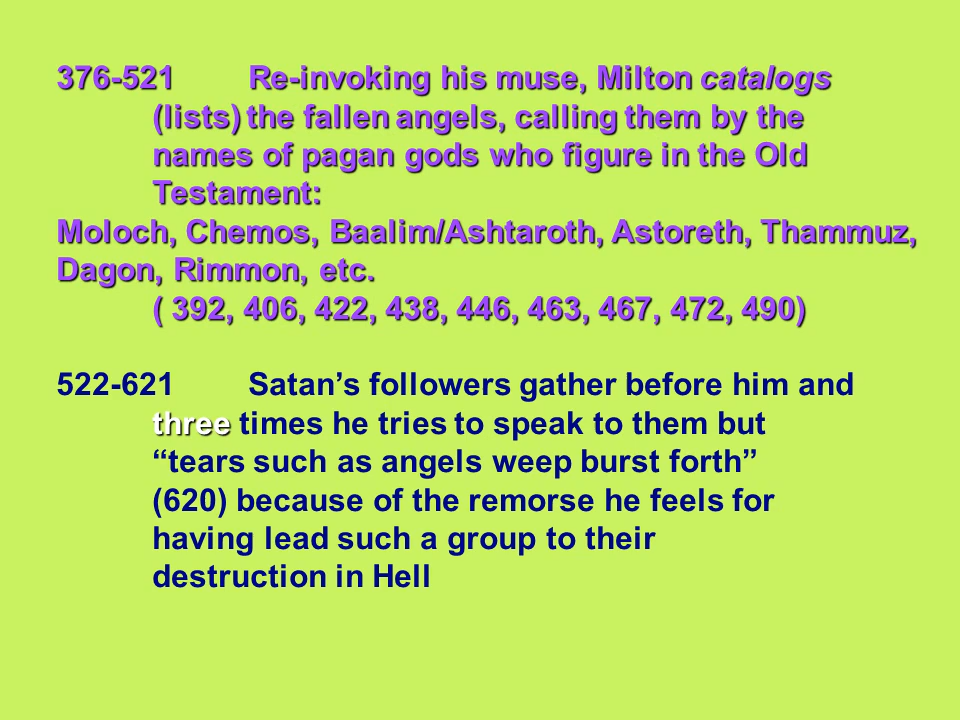 376-521 Re-invoking his muse, Milton catalogs
(lists) the fallen angels, calling them by the
names of pagan gods who figure in the Old
Testament:
Moloch, Chemos, Baalim/Ashtaroth, Astoreth, Thammuz,
Dagon, Rimmon, etc.
( 392, 406, 422, 438, 446, 463, 467, 472, 490)
522-621 Satan’s followers gather before him and
three times he tries to speak to them but
“tears such as angels weep burst forth”
(620) because of the remorse he feels for
having lead such a group to their
destruction in Hell